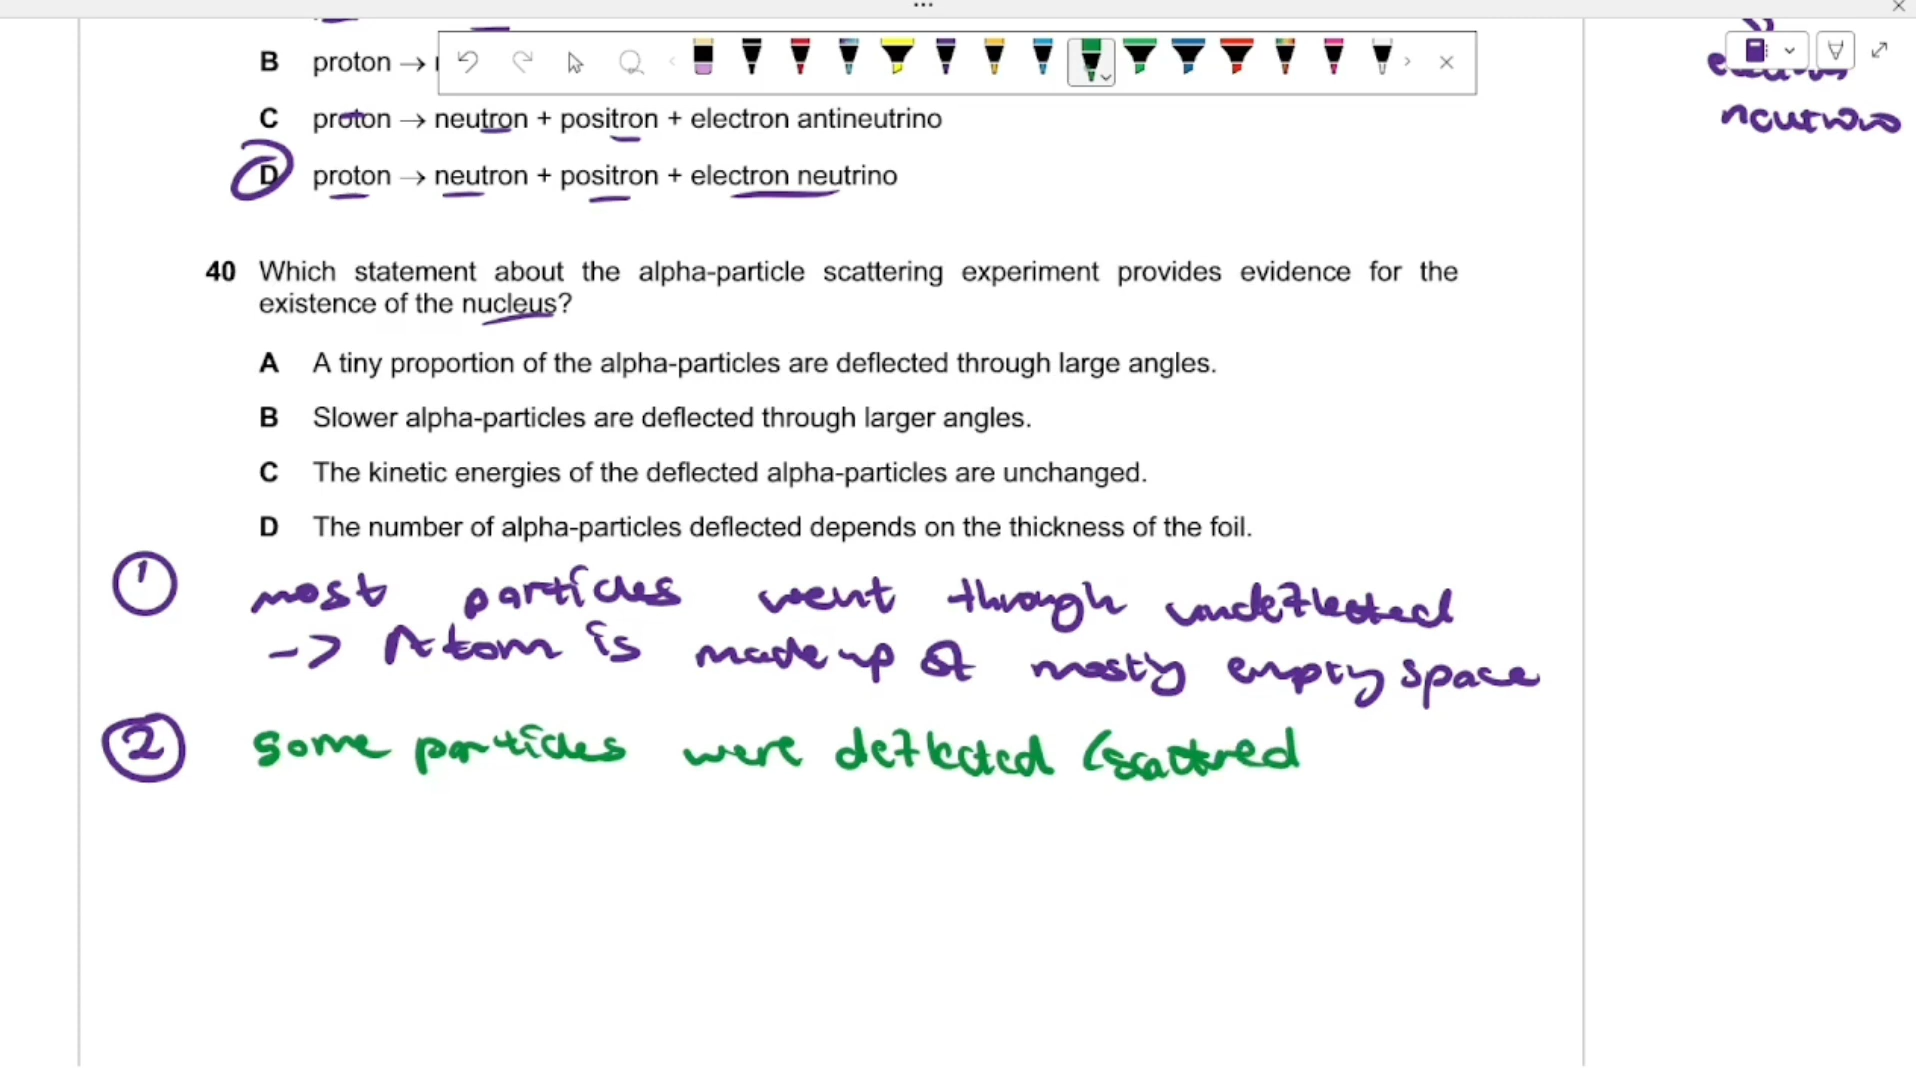 B proton →
C proton → neutron + positron + electron antineutrino
neutrino
D proton → neutron + positron + electron neutrino
40 Which statement about the alpha-particle scattering experiment provides evidence for the
existence of the nucleus?
A A tiny proportion of the alpha-particles are deflected through large angles.
B Slower alpha-particles are deflected through larger angles.
C The kinetic energies of the deflected alpha-particles are unchanged.
D The number of alpha-particles deflected depends on the thickness of the foil.
1 most particles went through undeflected
-> Atom is made up of mosty empty space
2 some particles were deflected (scattred